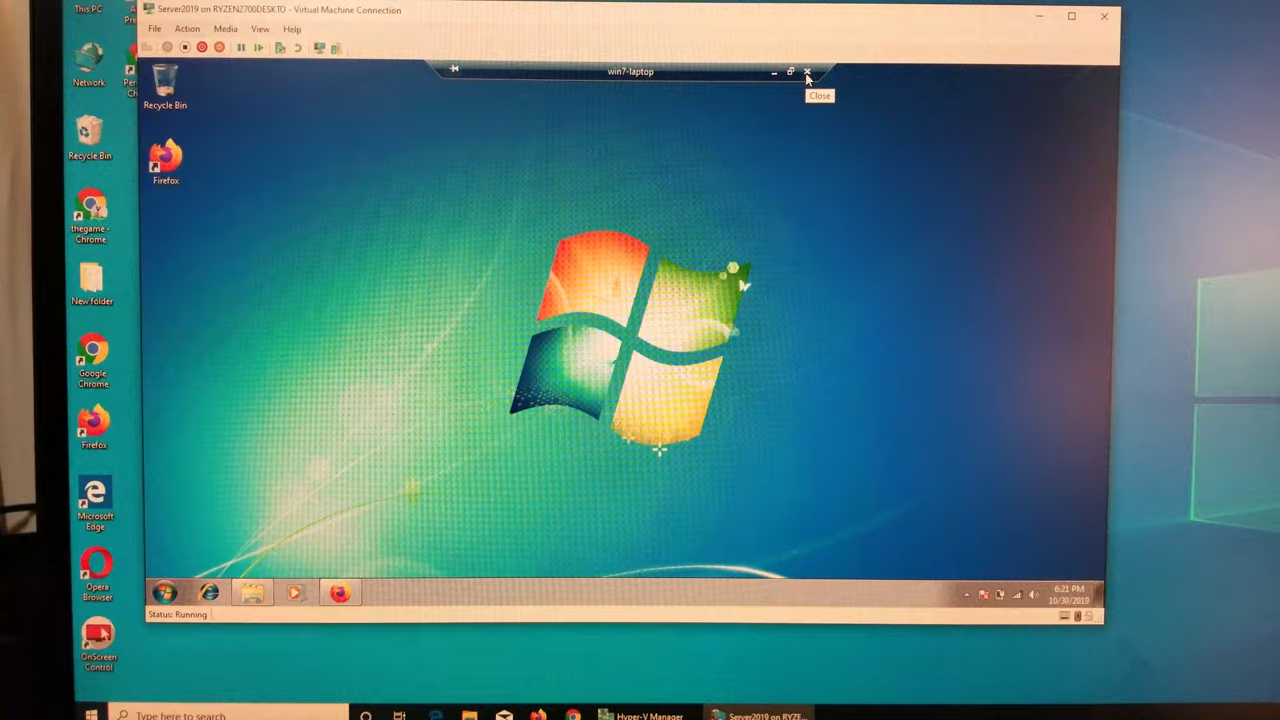 This PC
Server2019 on RYZEN2700DESKTO - Virtual Machine Connection
File Action Media View Help
win7-laptop
Close
Network
Recycle Bin
Firefox
Recycle Bin
thegame -
Chrome
New folder
Google
Chrome
Firefox
Microsoft
Edge
Opera
Browser
OnScreen
Control
6:21 PM
10/30/2019
Status: Running
Type here to search
Hyper-V Manager
Server2019 on RYZE...